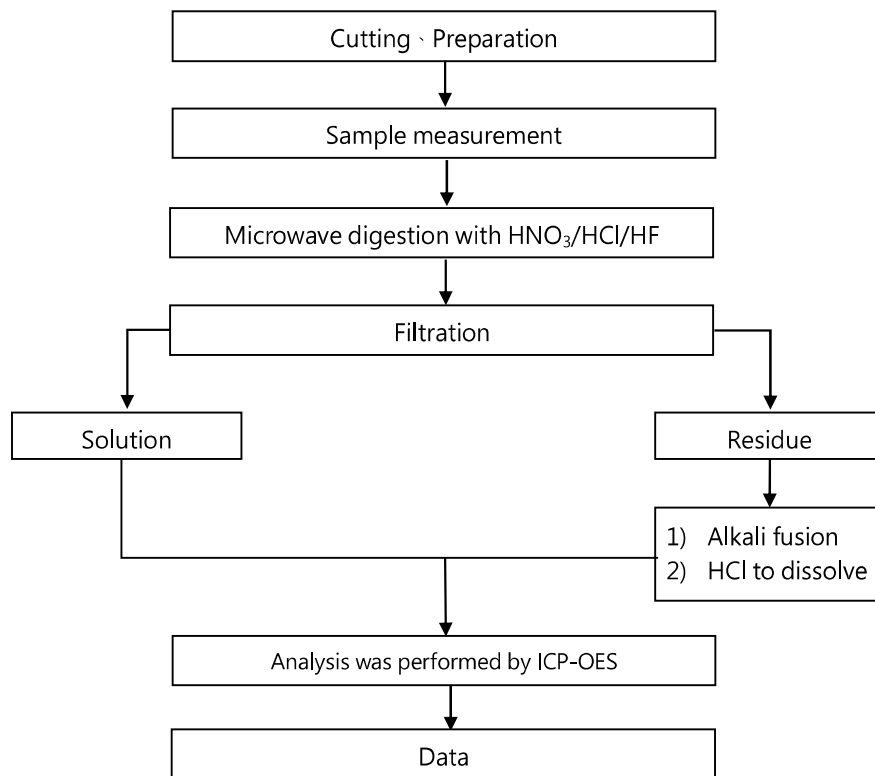 Cutting、Preparation
Sample measurement
Microwave digestion with HNO₃/HCl/HF
Filtration
Solution
Residue
1) Alkali fusion
2) HCl to dissolve
Analysis was performed by ICP-OES
Data